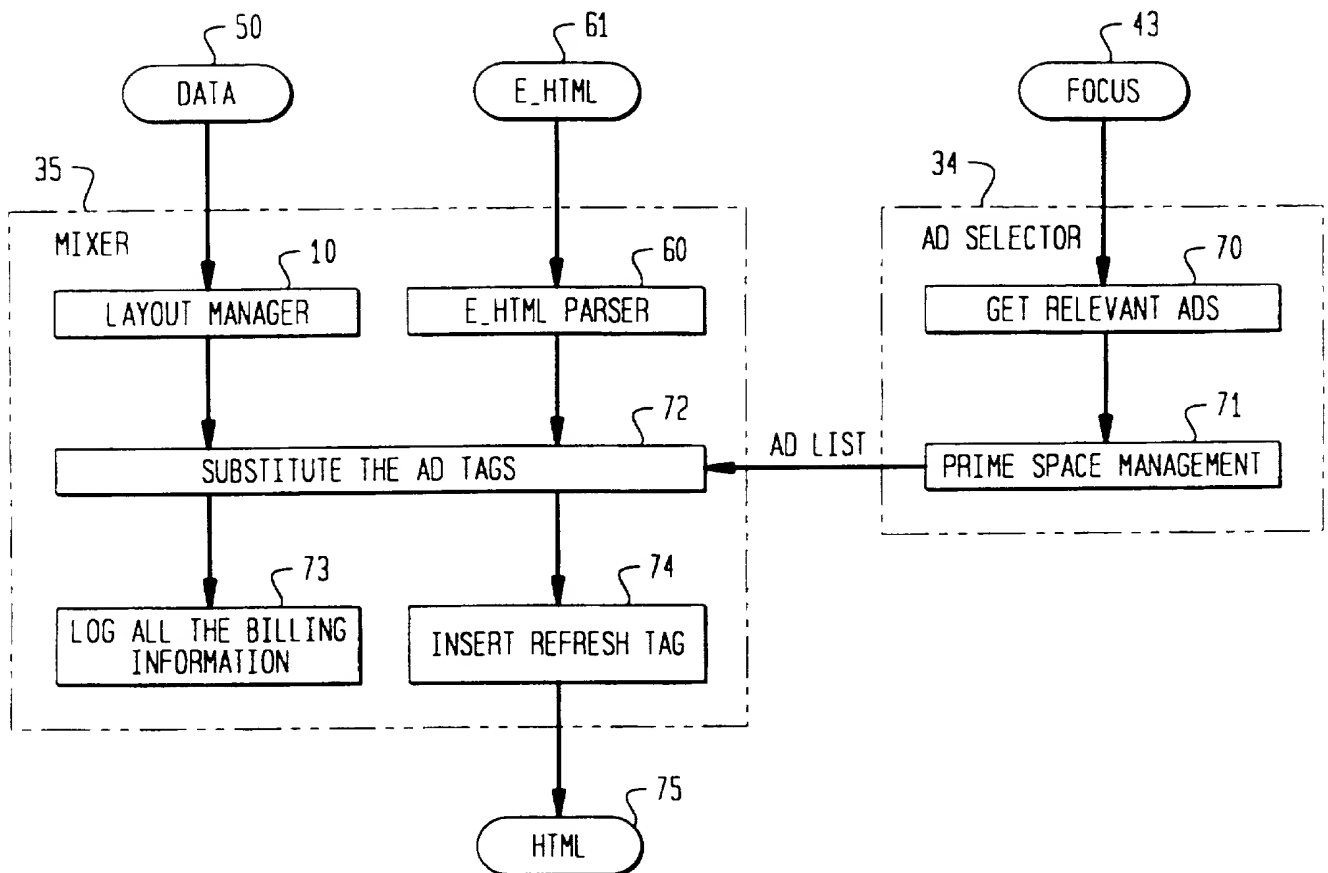 50
61
43
DATA
E_HTML
FOCUS
35
34
MIXER
AD SELECTOR
10
60
70
LAYOUT MANAGER
E_HTML PARSER
GET RELEVANT ADS
72
71
AD LIST
SUBSTITUTE THE AD TAGS
PRIME SPACE MANAGEMENT
73
74
LOG ALL THE BILLING
INFORMATION
INSERT REFRESH TAG
75
HTML